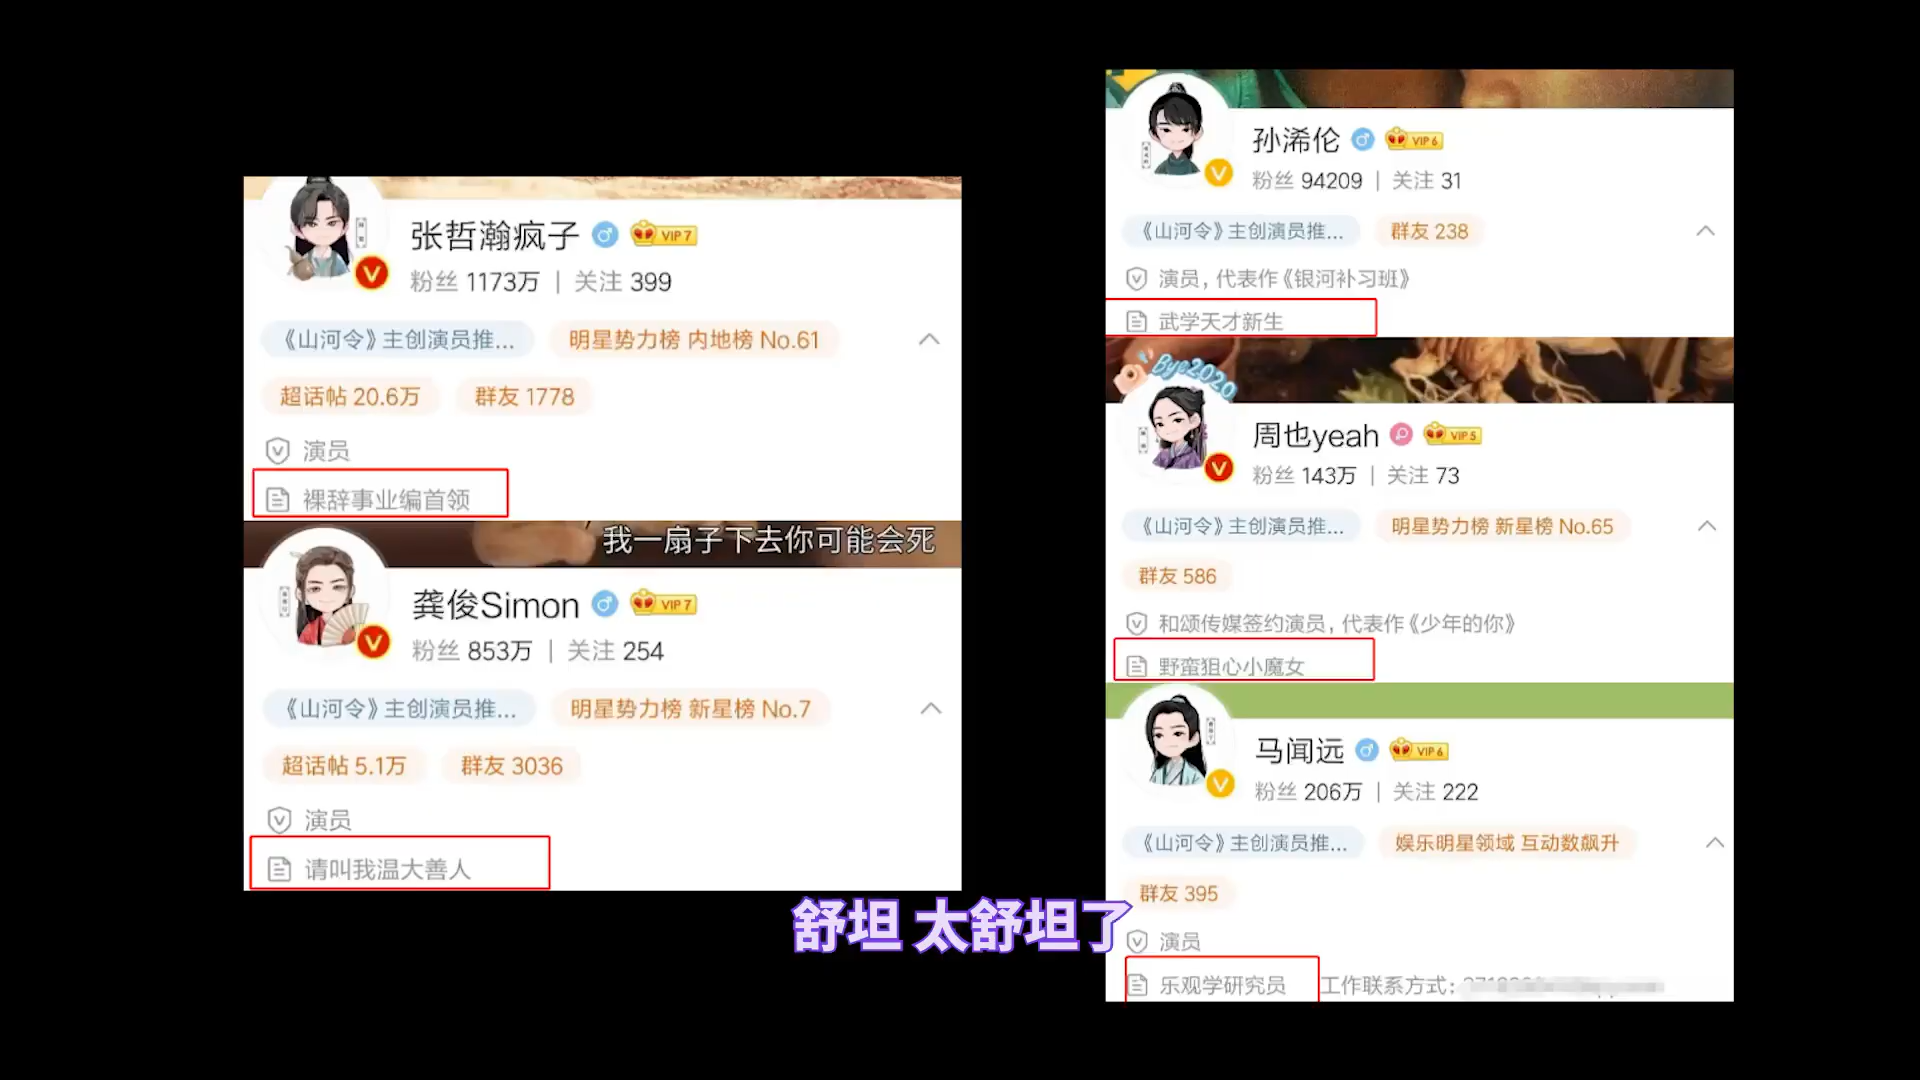 张哲瀚疯子 VIP 7
粉丝 1173万 | 关注 399
《山河令》主创演员推... 明星势力榜 内地榜 No.61
超话帖 20.6万 群友 1778
演员
裸辞事业编首领
我一扇子下去你可能会死
龚俊Simon VIP 7
粉丝 853万 | 关注 254
《山河令》主创演员推... 明星势力榜 新星榜 No.7
超话帖 5.1万 群友 3036
演员
请叫我温大善人
孙浠伦 VIP 6
粉丝 94209 | 关注 31
《山河令》主创演员推... 群友 238
演员，代表作《银河补习班》
武学天才新生
Bye2020
周也yeah VIP 5
粉丝 143万 | 关注 73
《山河令》主创演员推... 明星势力榜 新星榜 No.65
群友 586
和颂传媒签约演员，代表作《少年的你》
野蛮狙心小魔女
马闻远 VIP 6
粉丝 206万 | 关注 222
《山河令》主创演员推... 娱乐明星领域 互动数飙升
群友 395
演员
乐观学研究员 工作联系方式：
舒坦 太舒坦了